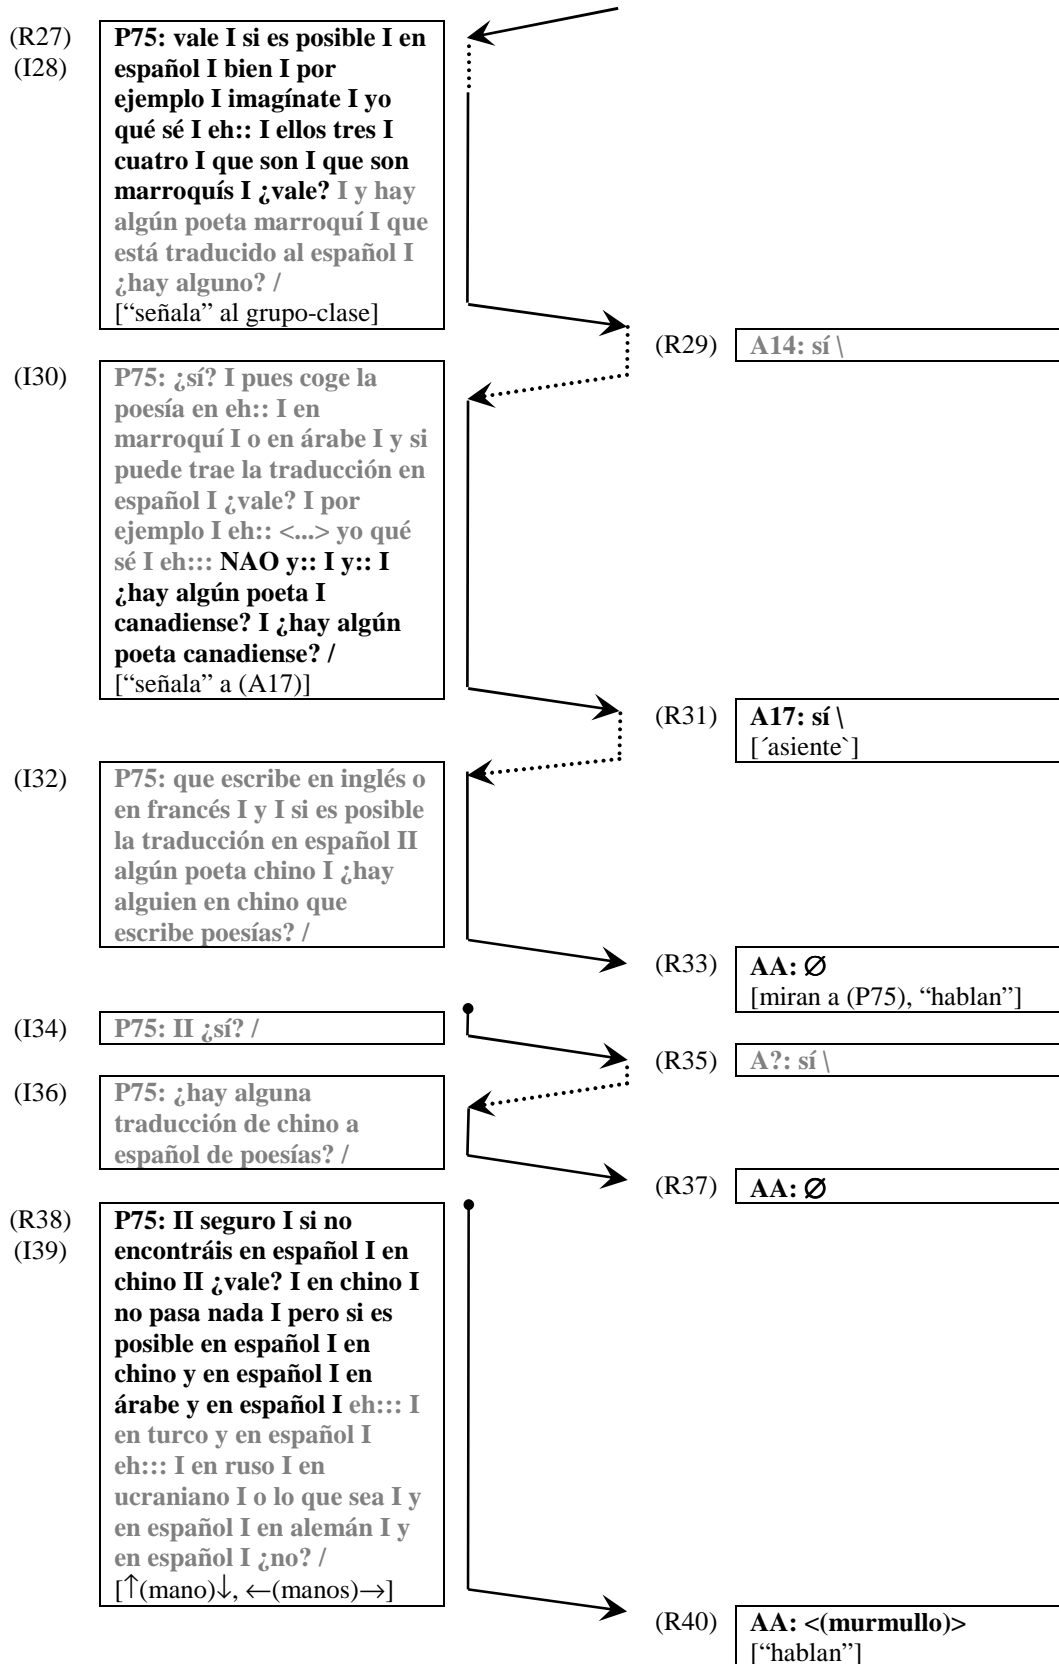 (R27)
(I28)
P75: vale I si es posible I en
español I bien I por
ejemplo I imagínate I yo
qué sé I eh:: I ellos tres I
cuatro I que son I que son
marroquís I ¿vale? I y hay
algún poeta marroquí I que
está traducido al español I
¿hay alguno? /
[“señala” al grupo-clase]
(R29)
A14: sí \
(I30)
P75: ¿sí? I pues coge la
poesía en eh:: I en
marroquí I o en árabe I y si
puede trae la traducción en
español I ¿vale? I por
ejemplo I eh:: <...> yo qué
sé I eh::: NAO y:: I y:: I
¿hay algún poeta I
canadiense? I ¿hay algún
poeta canadiense? /
[“señala” a (A17)]
(R31)
A17: sí \
[´asiente`]
(I32)
P75: que escribe en inglés o
en francés I y I si es posible
la traducción en español II
algún poeta chino I ¿hay
alguien en chino que
escribe poesías? /
(R33)
AA: Ø
[miran a (P75), “hablan”]
(I34)
P75: II ¿sí? /
(R35)
A?: sí \
(I36)
P75: ¿hay alguna
traducción de chino a
español de poesías? /
(R37)
AA: Ø
(R38)
(I39)
P75: II seguro I si no
encontráis en español I en
chino II ¿vale? I en chino I
no pasa nada I pero si es
posible en español I en
chino y en español I en
árabe y en español I eh::: I
en turco y en español I
eh::: I en ruso I en
ucraniano I o lo que sea I y
en español I en alemán I y
en español I ¿no? /
[↑(mano)↓, ←(manos)→]
(R40)
AA: <(murmullo)>
[“hablan”]